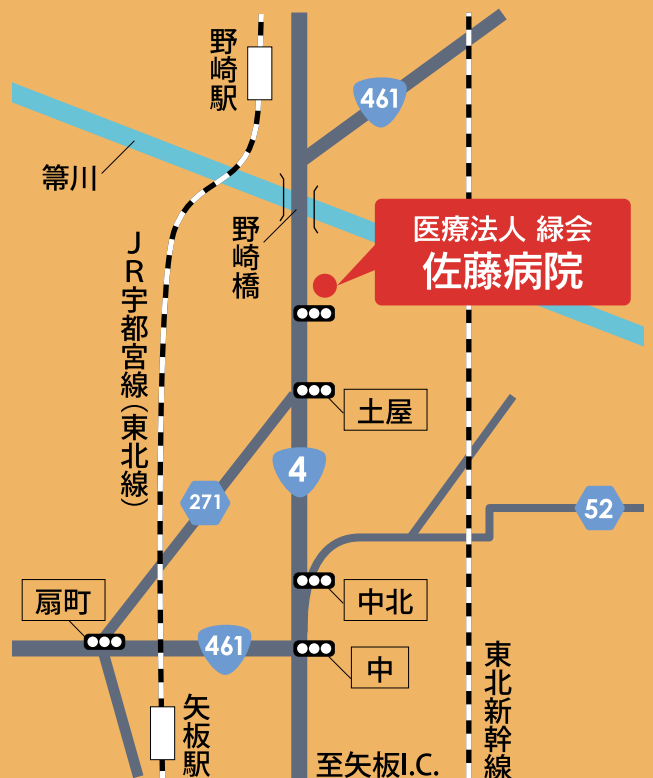 野崎駅
461
箒川
野崎橋
医療法人 緑会
佐藤病院
JR宇都宮線(東北線)
土屋
4
271
52
扇町
中北
461
中
矢板駅
東北新幹線
至矢板I.C.